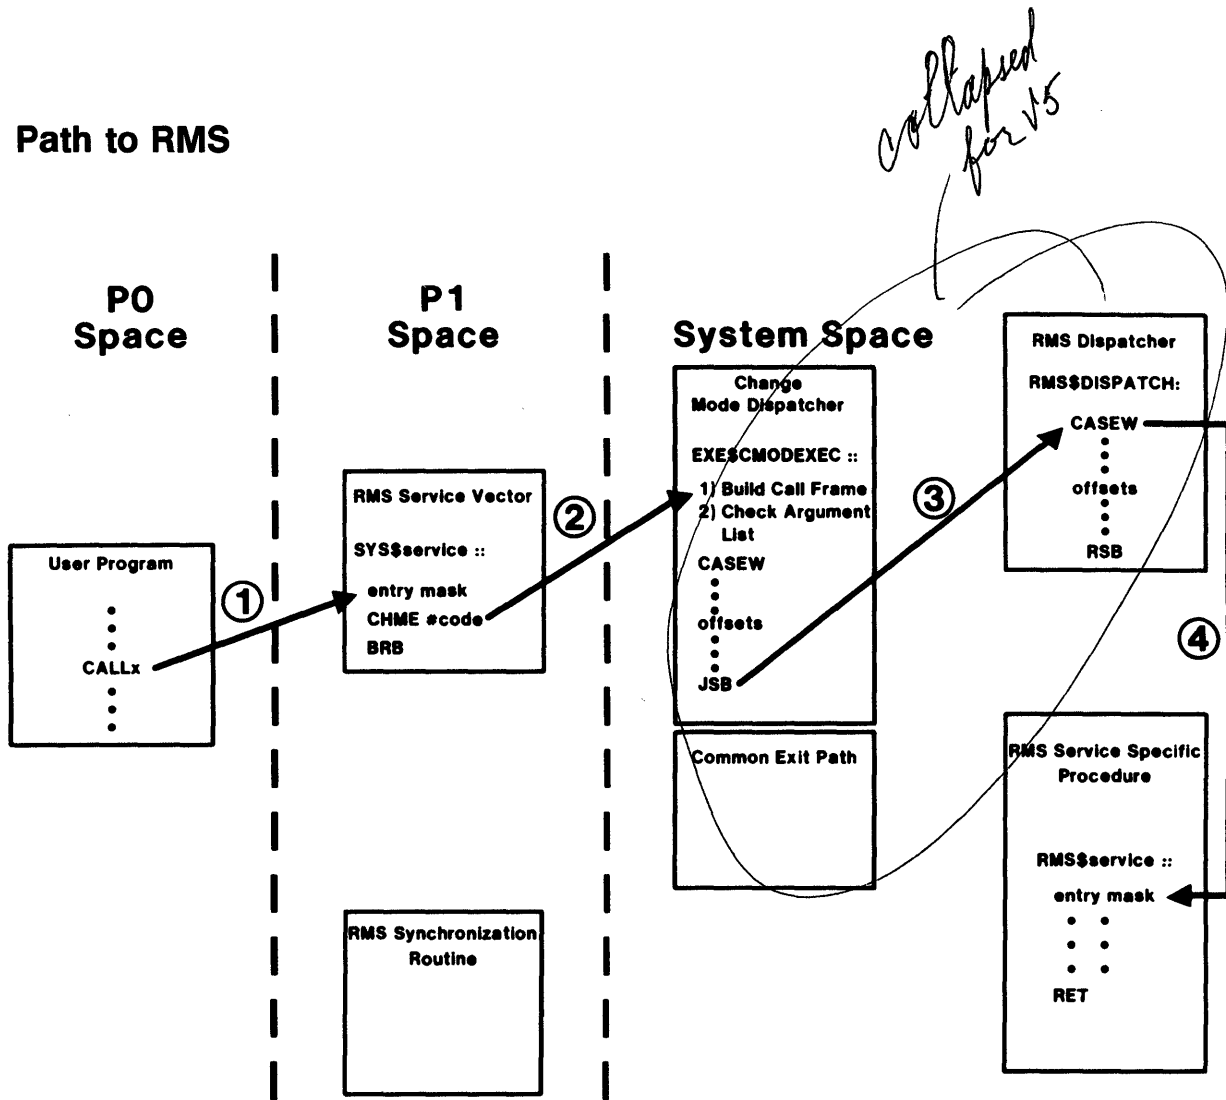 collapsed
for V5
Path to RMS
P0
Space
P1
Space
System Space
User Program
CALLx
①
RMS Service Vector
SYS$service ::
entry mask
CHME #code
BRB
②
RMS Synchronization
Routine
Change
Mode Dispatcher
EXE$CMODEXEC ::
1) Build Call Frame
2) Check Argument
List
CASEW
offsets
JSB
Common Exit Path
③
RMS Dispatcher
RMS$DISPATCH:
CASEW
offsets
RSB
④
RMS Service Specific
Procedure
RMS$service ::
entry mask
RET